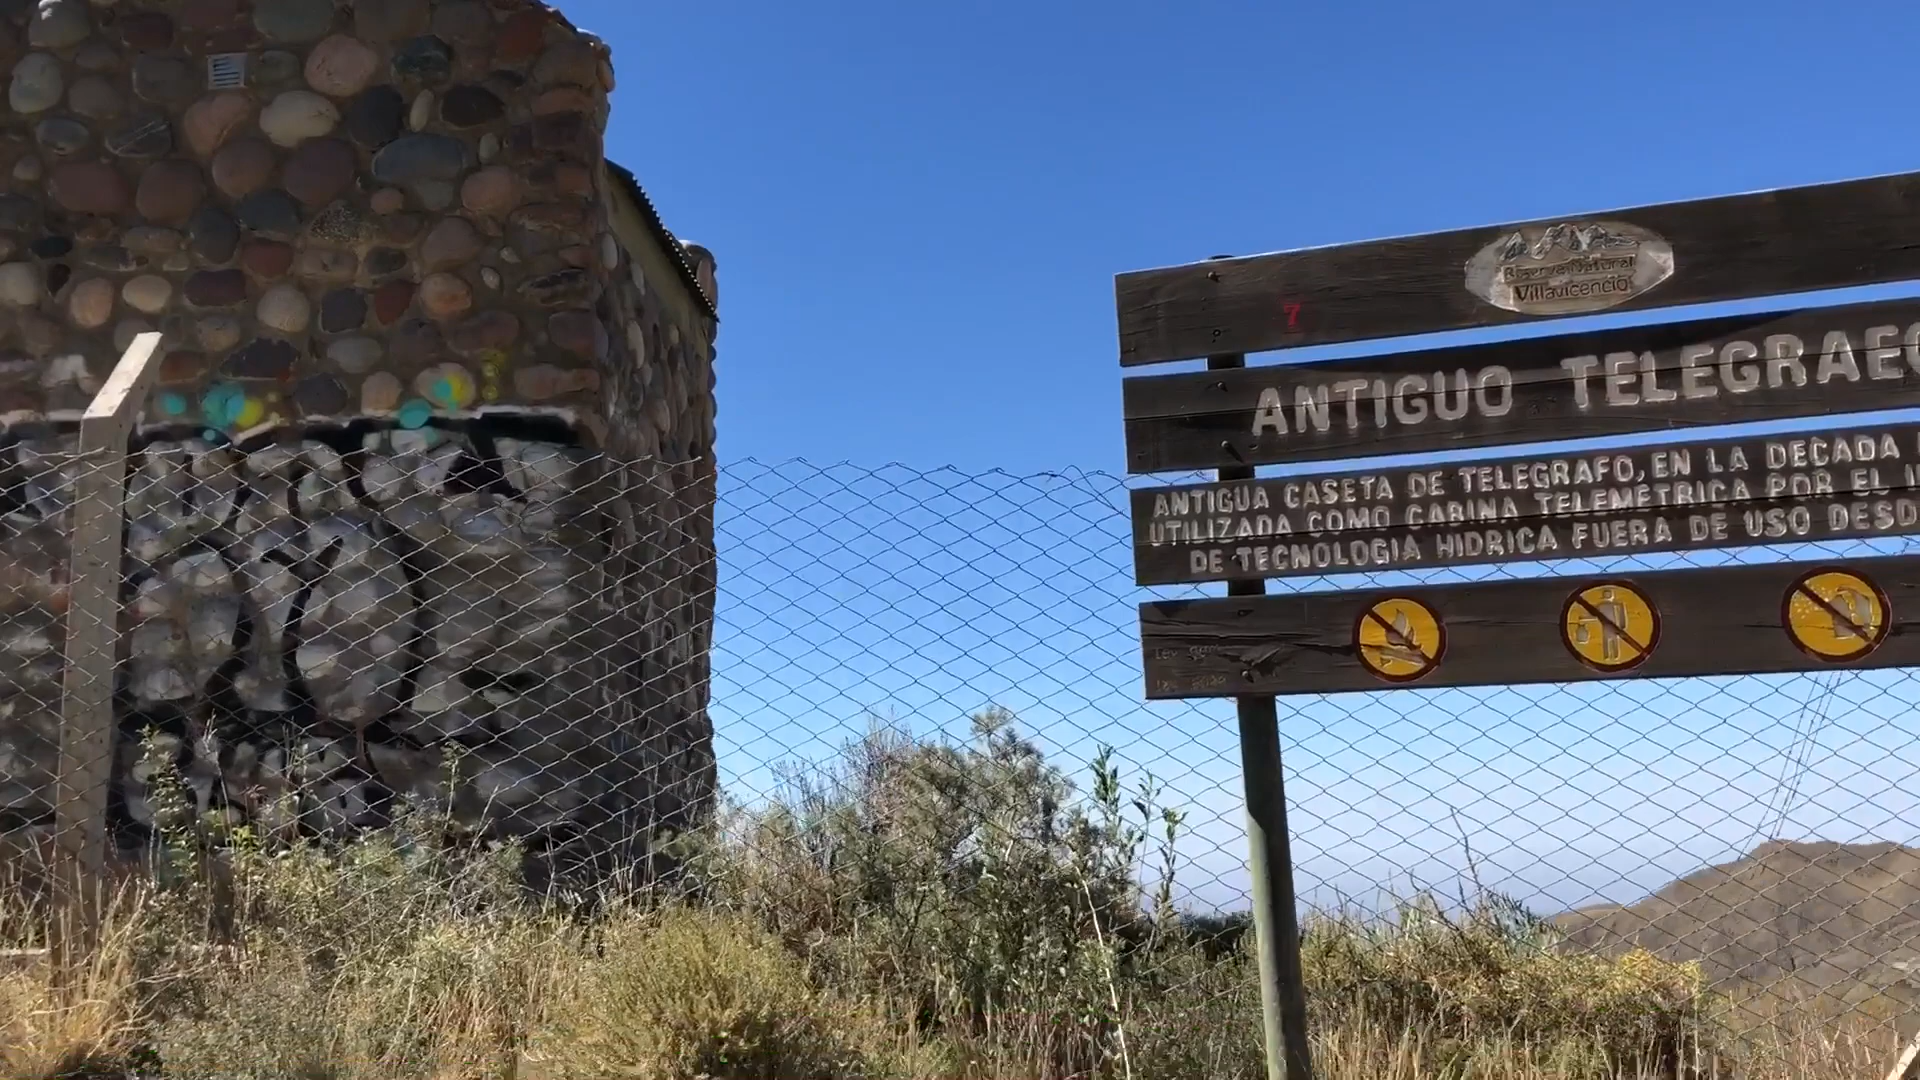 Reserva Natural
Villavicencio
7
ANTIGUO TELEGRAFO
ANTIGUA CASETA DE TELEGRAFO, EN LA DECADA
UTILIZADA COMO CABINA TELEMETRICA POR EL
DE TECNOLOGIA HIDRICA FUERA DE USO DESD